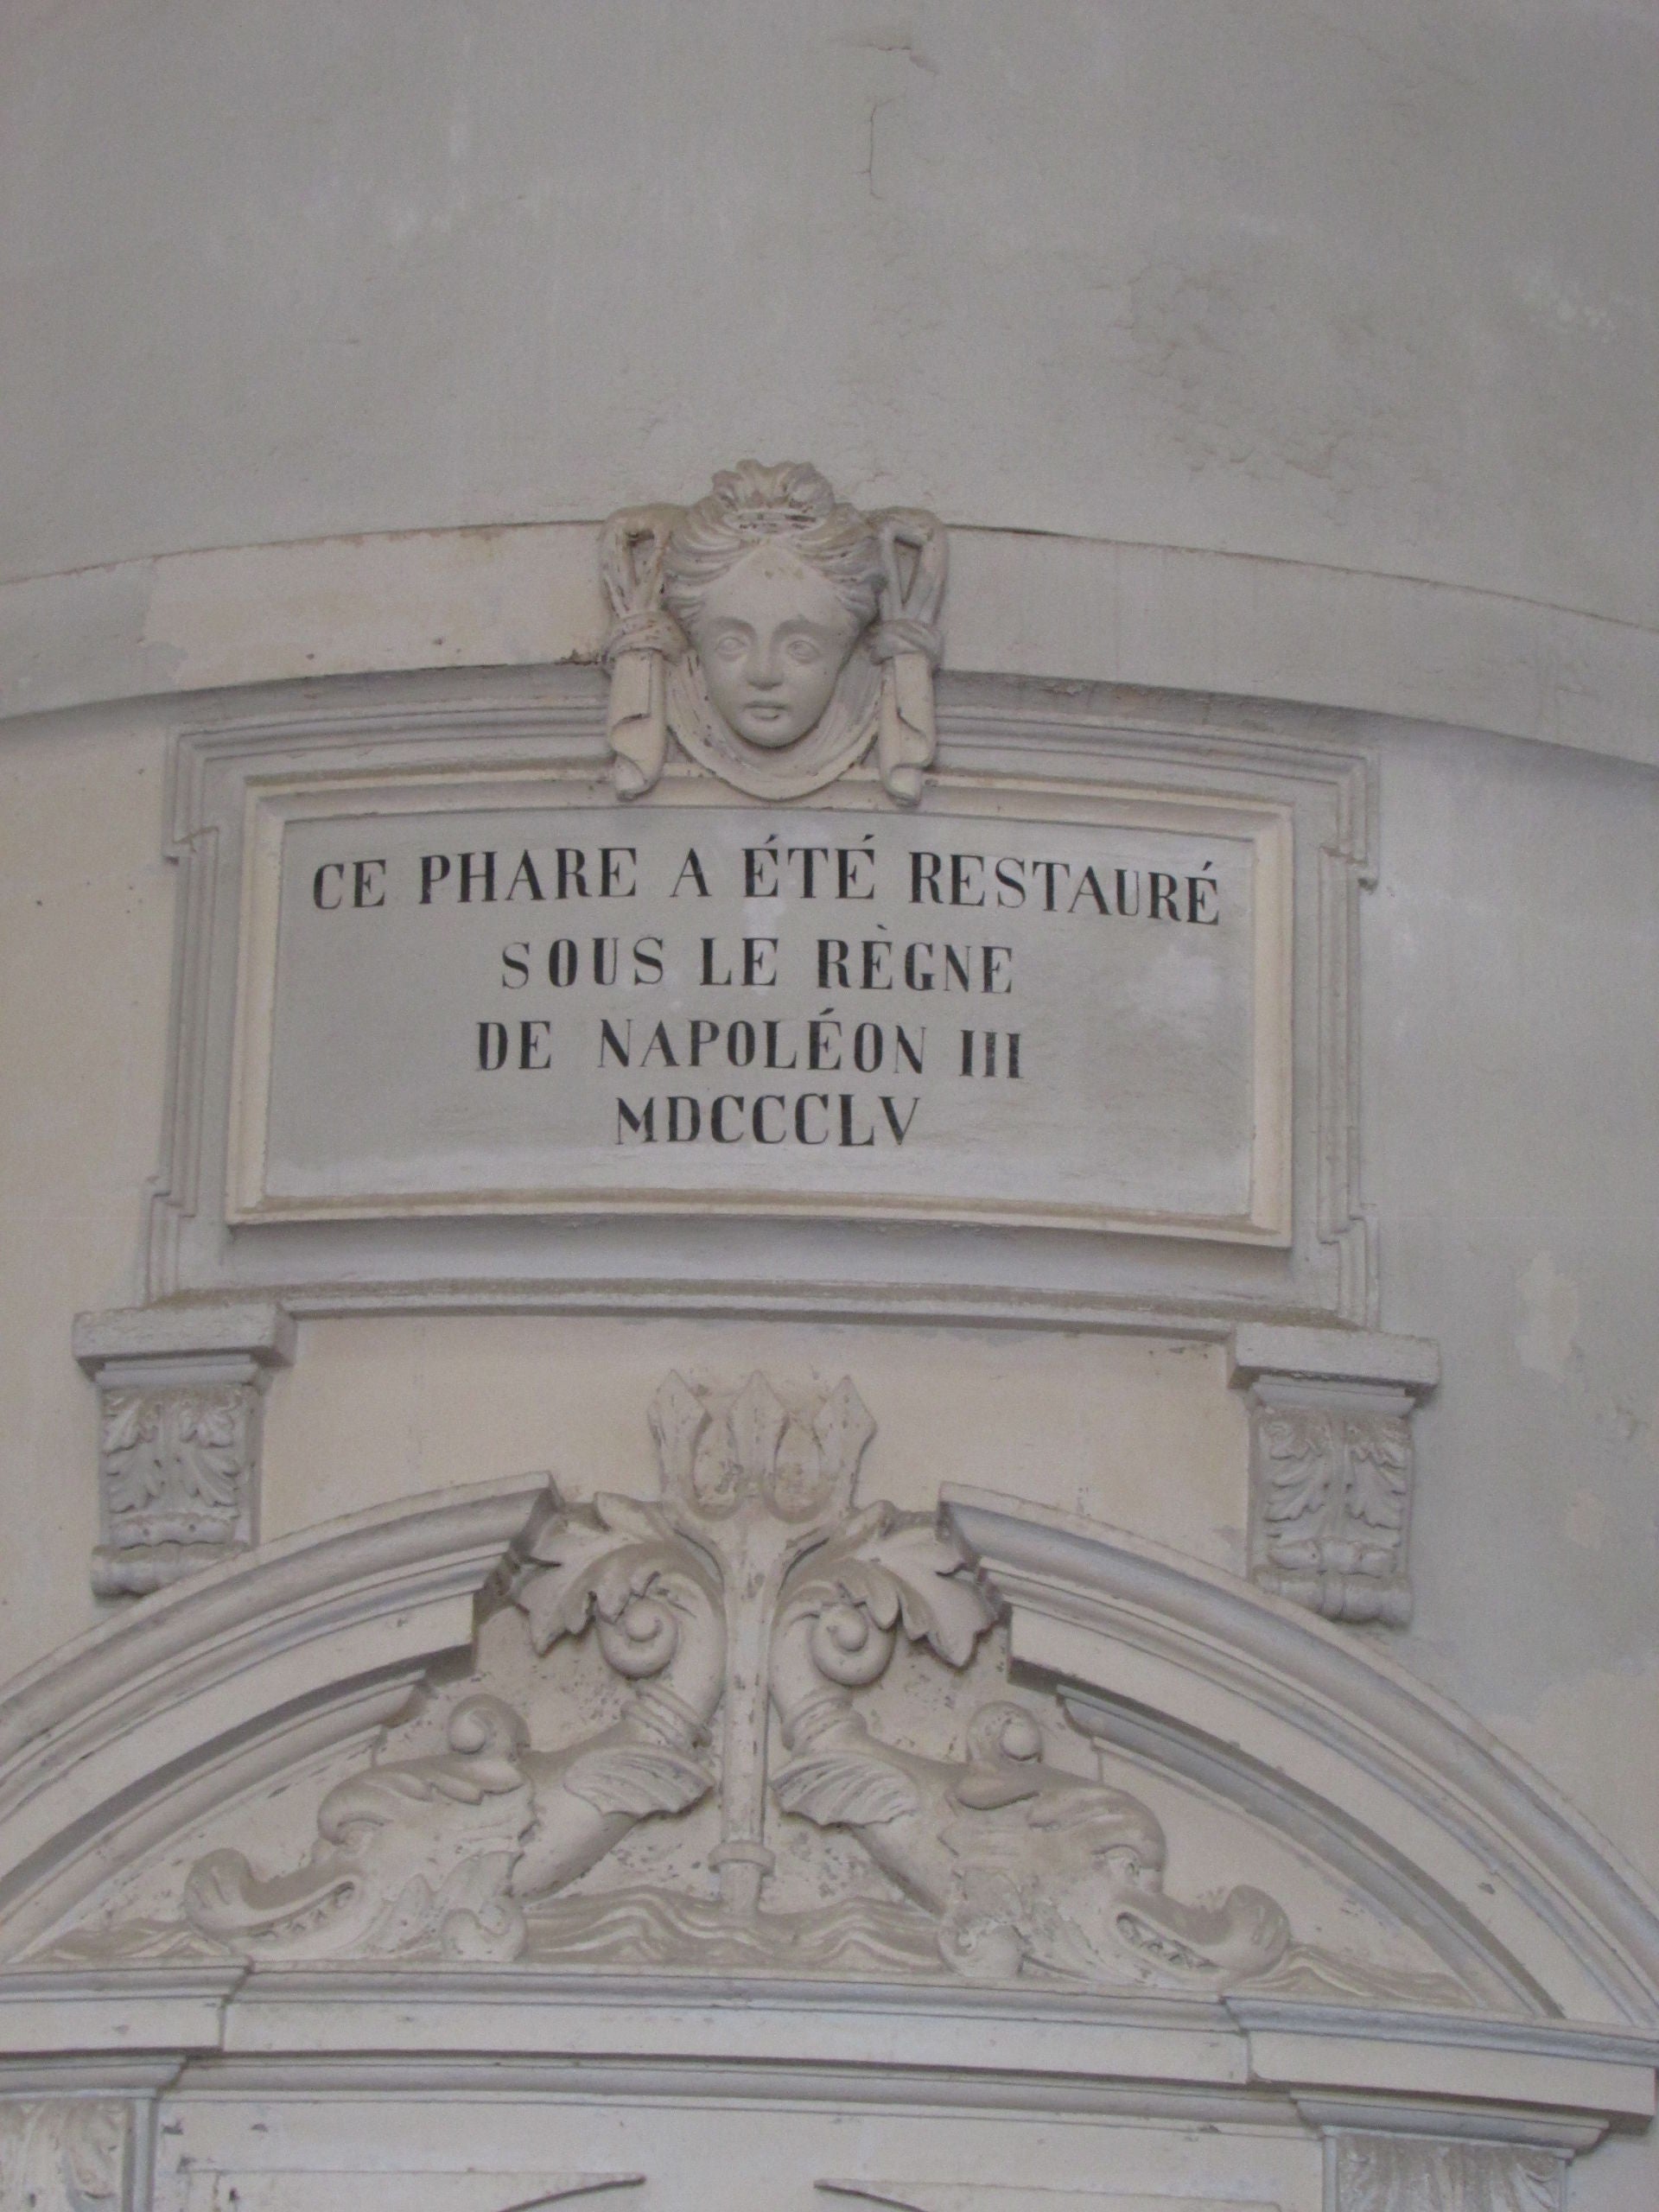 CE PHARE A ÉTÉ RESTAURÉ
SOUS LE RÈGNE
DE NAPOLÉON III
MDCCCLV